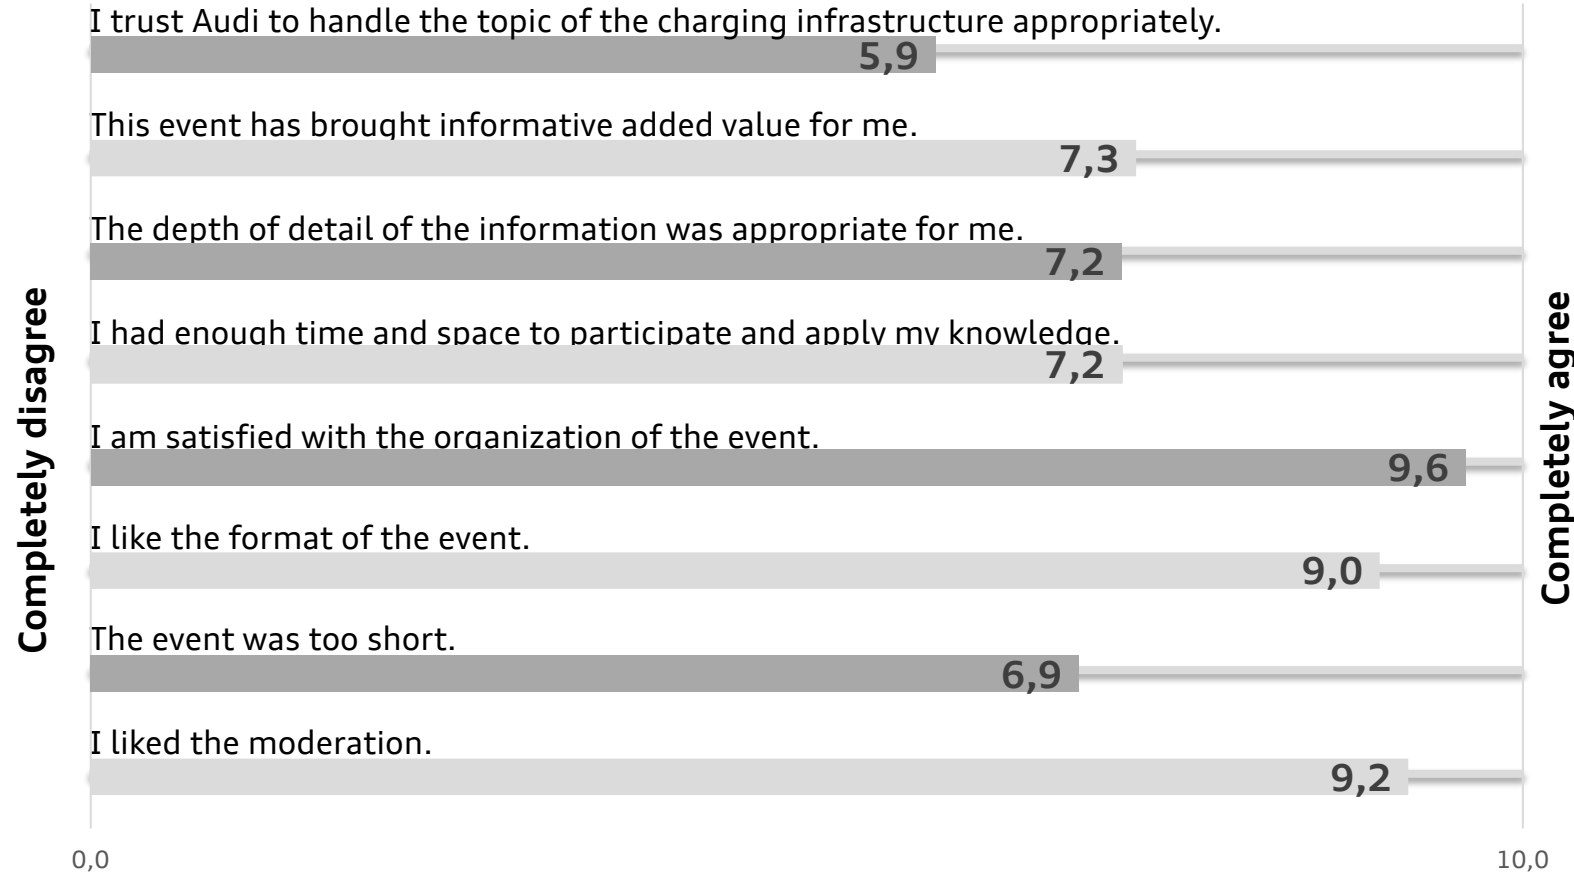 I trust Audi to handle the topic of the charging infrastructure appropriately.
5,9
This event has brought informative added value for me.
7,3
The depth of detail of the information was appropriate for me.
7,2
I had enough time and space to participate and apply my knowledge.
7,2
I am satisfied with the organization of the event.
9,6
I like the format of the event.
9,0
The event was too short.
6,9
I liked the moderation.
9,2
Completely disagree
Completely agree
0,0
10,0